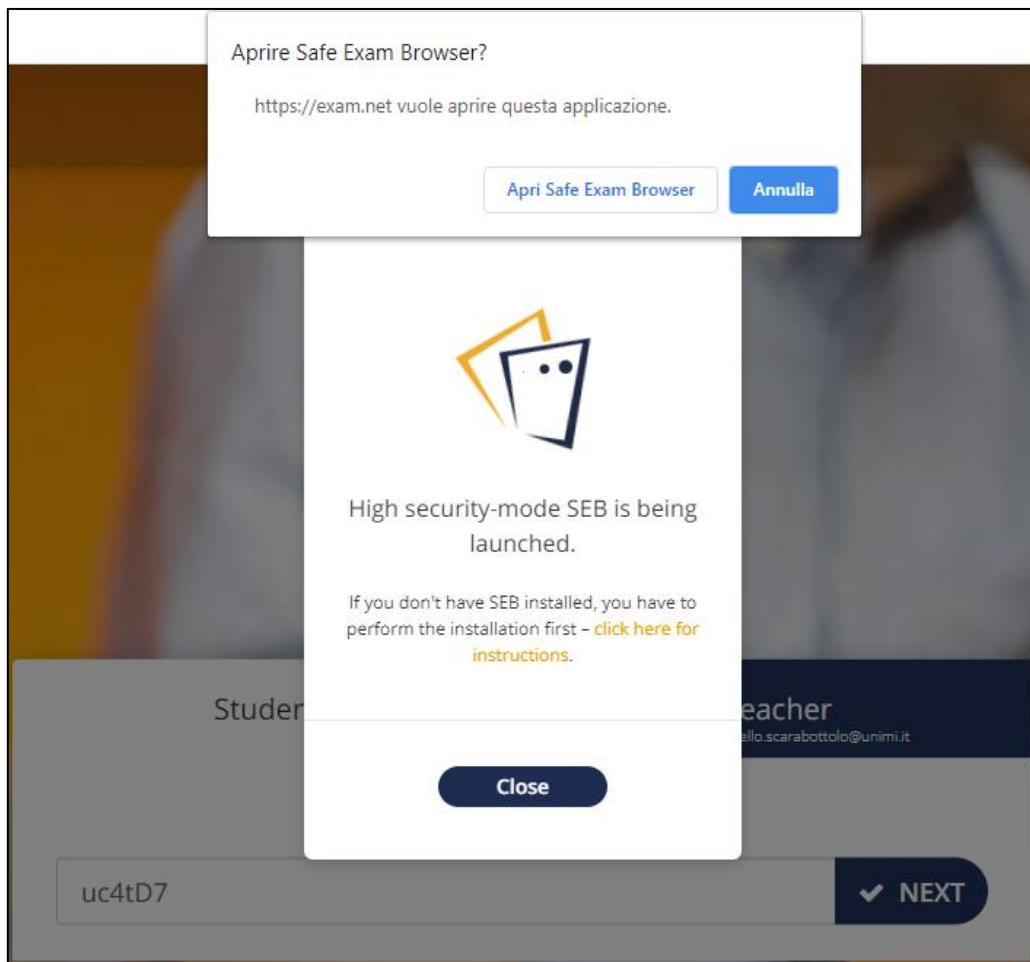 Aprire Safe Exam Browser?
https://exam.net vuole aprire questa applicazione.
Apri Safe Exam Browser
Annulla
High security-mode SEB is being
launched.
If you don't have SEB installed, you have to
perform the installation first – click here for
instructions.
Studen
eacher
ello.scarabottolo@unimi.it
Close
uc4tD7
NEXT